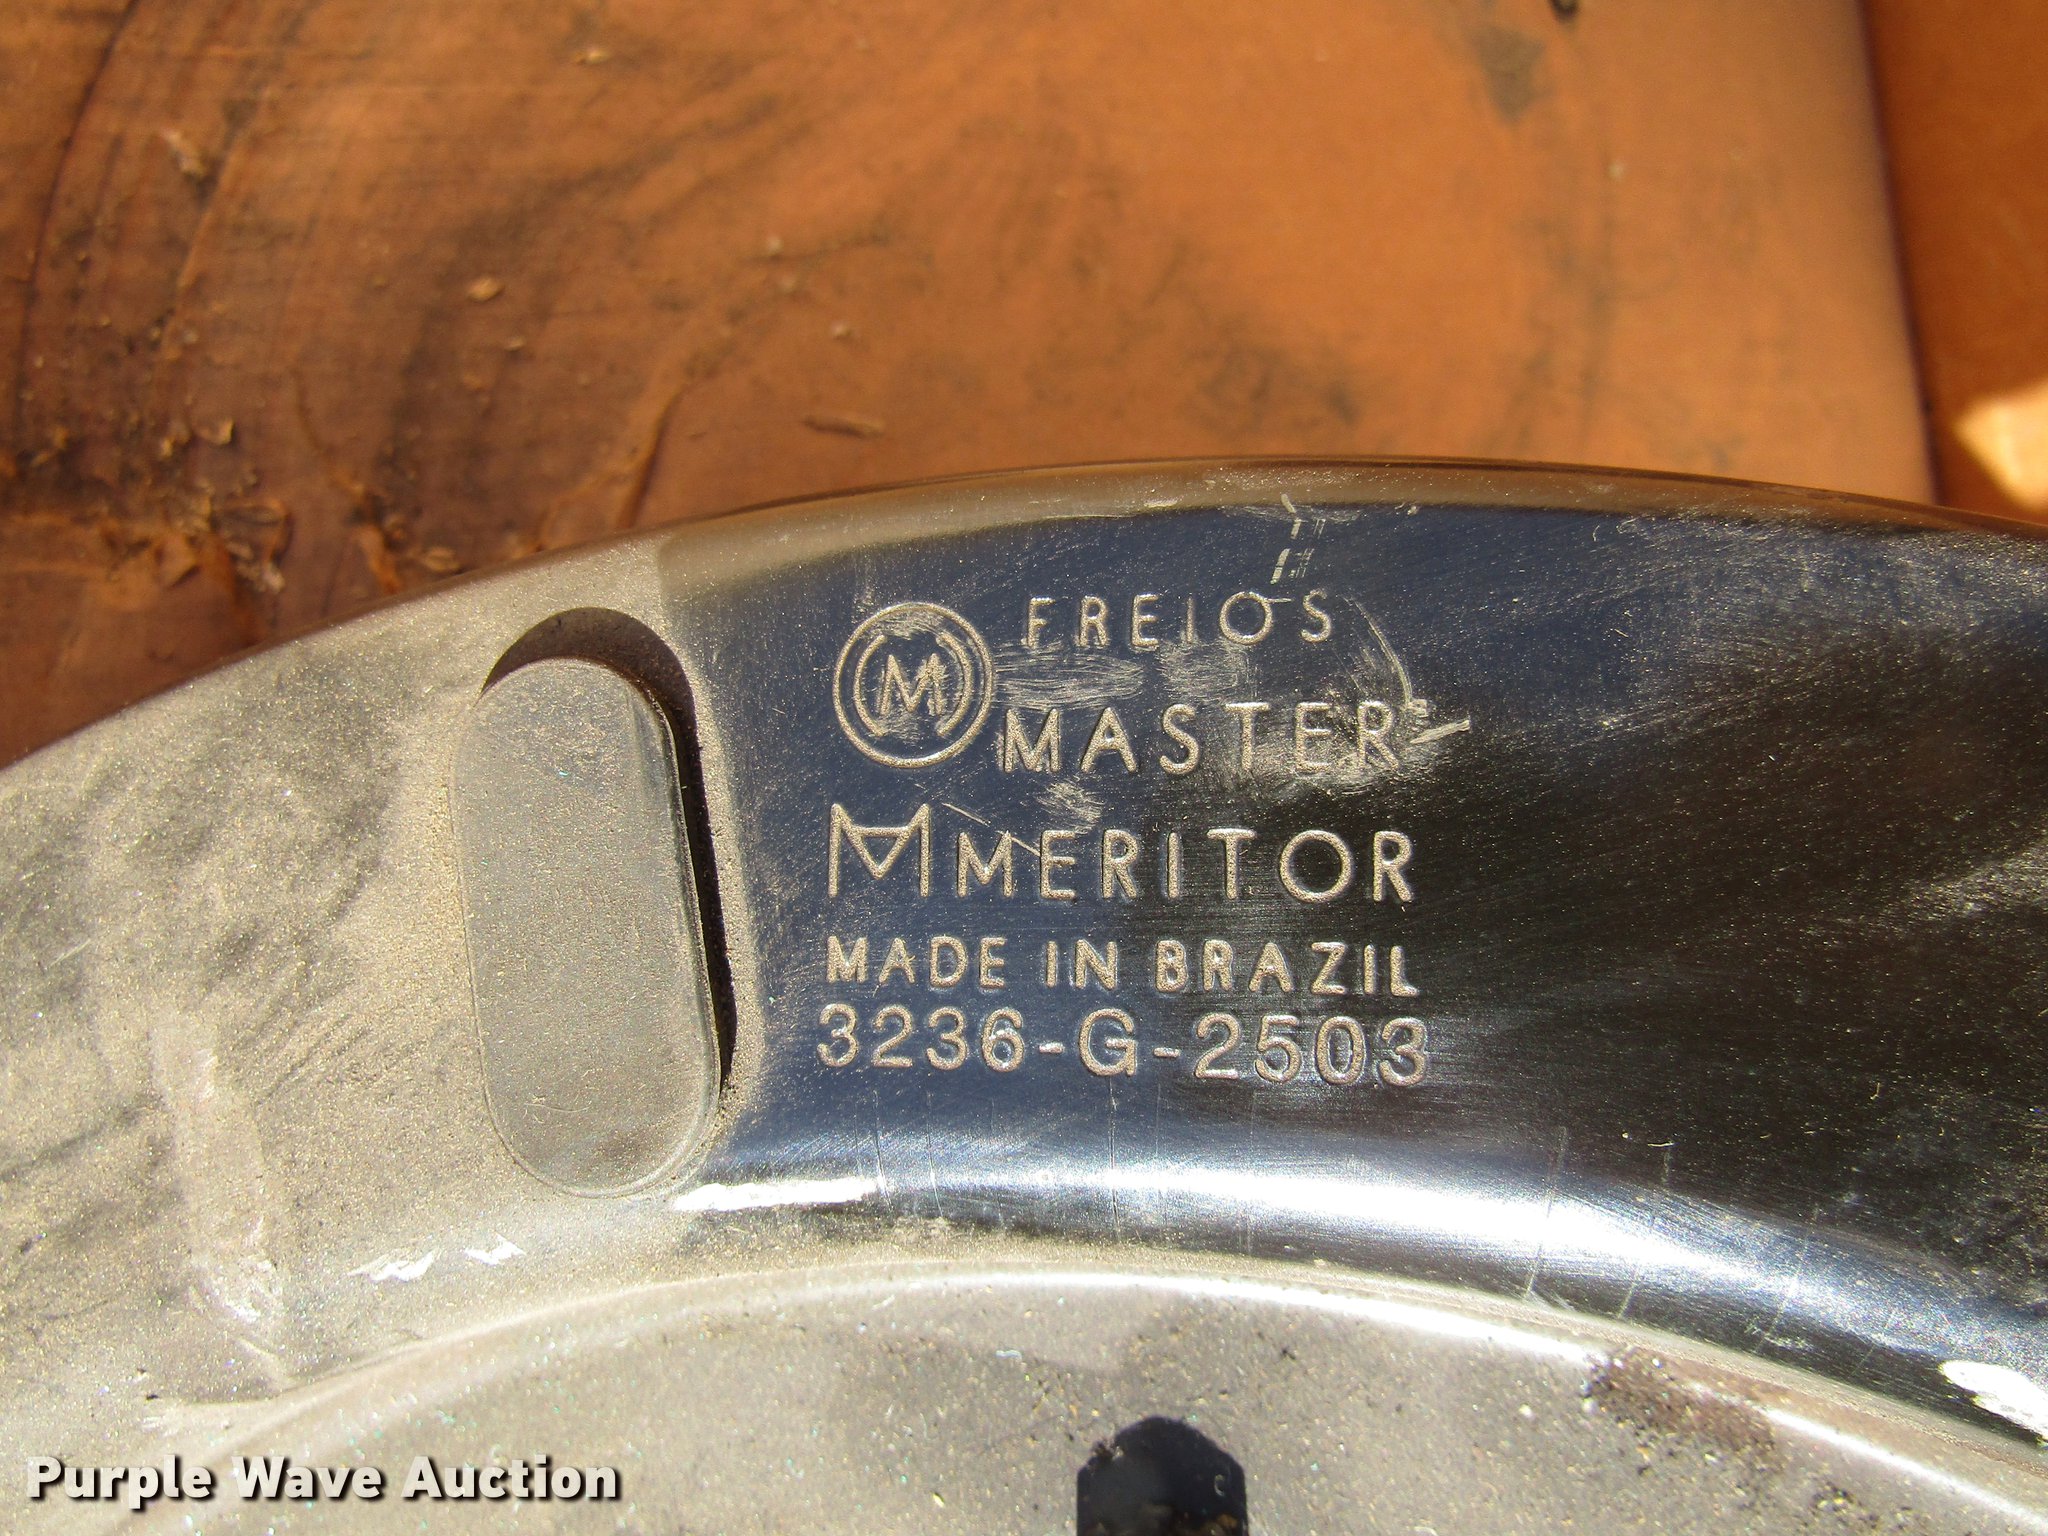 M FREIOS
MASTER
MERITOR
MADE IN BRAZIL
3236-G-2503
Purple Wave Auction